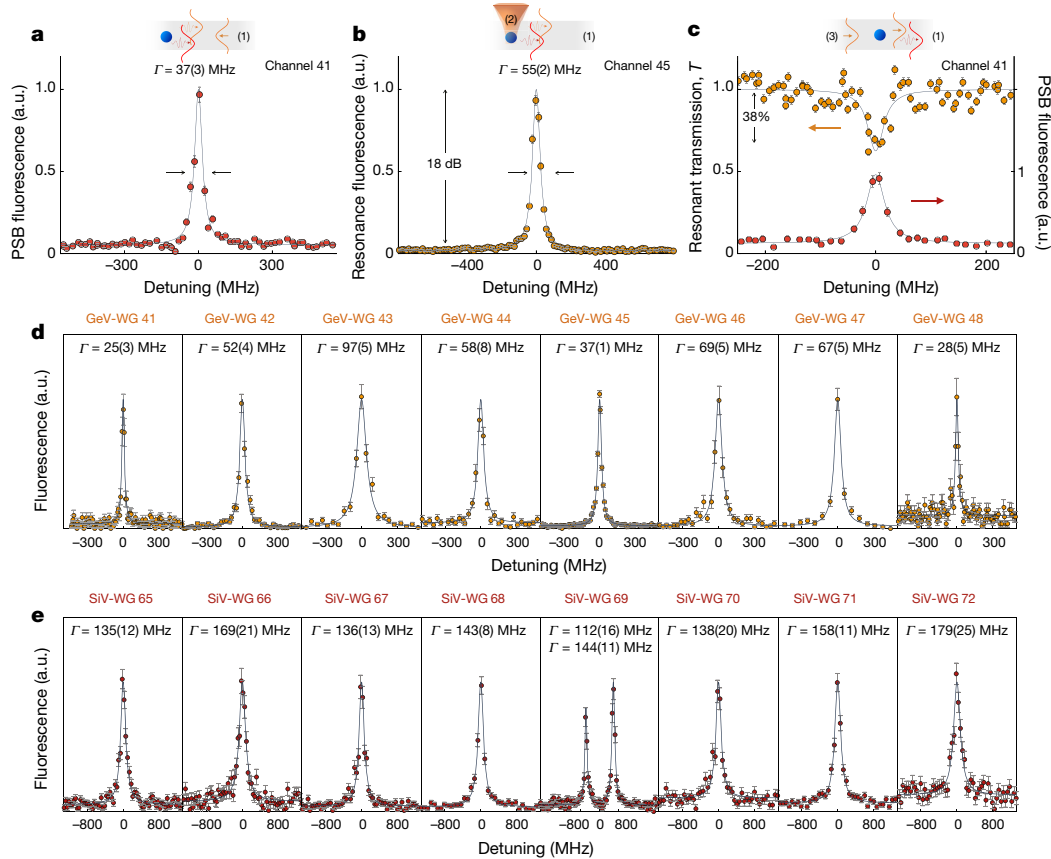 a
(1)
Γ = 37(3) MHz
Channel 41
PSB fluorescence (a.u.)
1.0
0.5
0
−300
0
300
Detuning (MHz)
b
(2)
(1)
Γ = 55(2) MHz
Channel 45
Resonance fluorescence (a.u.)
1.0
18 dB
0.5
0
−400
0
400
Detuning (MHz)
c
(3)
(1)
Channel 41
Resonant transmission, T
1.0
38%
0.5
0
PSB fluorescence (a.u.)
1
0
−200
0
200
Detuning (MHz)
d
GeV-WG 41
GeV-WG 42
GeV-WG 43
GeV-WG 44
GeV-WG 45
GeV-WG 46
GeV-WG 47
GeV-WG 48
Γ = 25(3) MHz
Γ = 52(4) MHz
Γ = 97(5) MHz
Γ = 58(8) MHz
Γ = 37(1) MHz
Γ = 69(5) MHz
Γ = 67(5) MHz
Γ = 28(5) MHz
Fluorescence (a.u.)
−300 0 300
−300 0 300
−300 0 300
−300 0 300
−300 0 300
−300 0 300
−300 0 300
−300 0 300
Detuning (MHz)
e
SiV-WG 65
SiV-WG 66
SiV-WG 67
SiV-WG 68
SiV-WG 69
SiV-WG 70
SiV-WG 71
SiV-WG 72
Γ = 135(12) MHz
Γ = 169(21) MHz
Γ = 136(13) MHz
Γ = 143(8) MHz
Γ = 112(16) MHz
Γ = 144(11) MHz
Γ = 138(20) MHz
Γ = 158(11) MHz
Γ = 179(25) MHz
Fluorescence (a.u.)
−800 0 800
−800 0 800
−800 0 800
−800 0 800
−800 0 800
−800 0 800
−800 0 800
−800 0 800
Detuning (MHz)